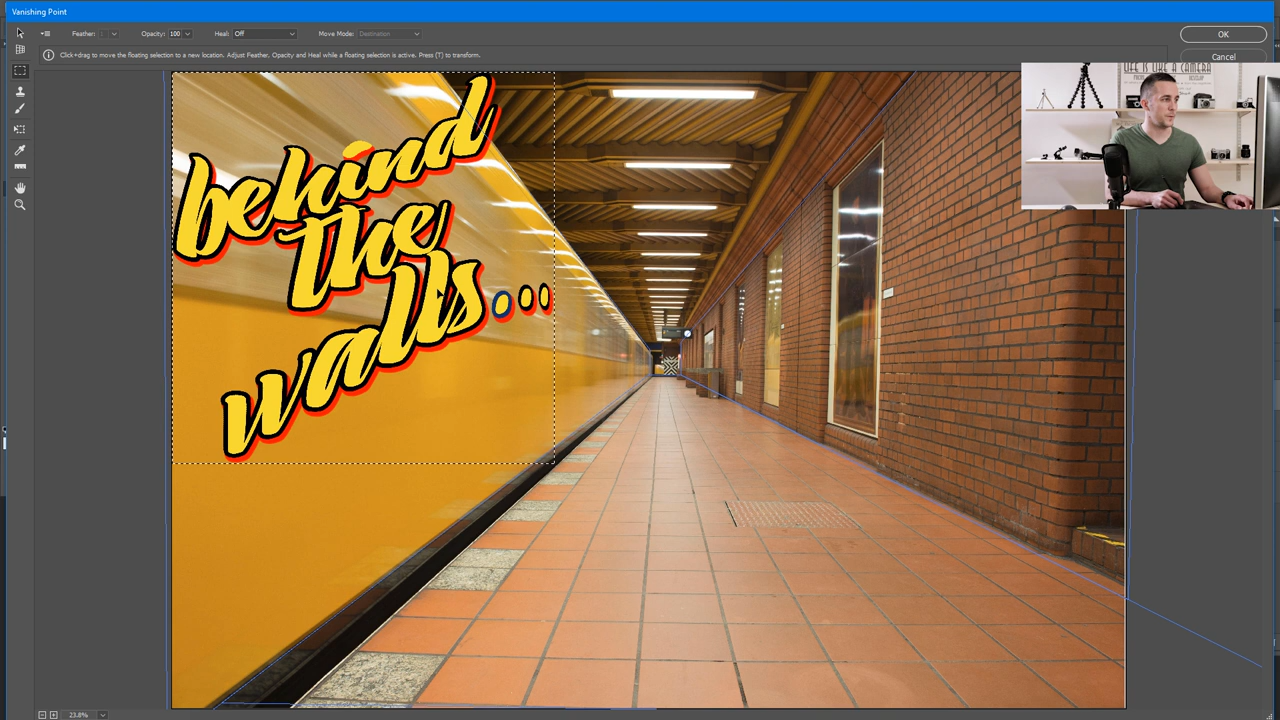 Vanishing Point
Feather: Opacity: 100 Heal: Off Move Mode: Destination
OK
Click+drag to move the floating selection to a new location. Adjust Feather, Opacity and Heal while a floating selection is active. Press (T) to transform.
Cancel
LIFE IS LIKE A CAMERA
behind
the
walls...
23.8%